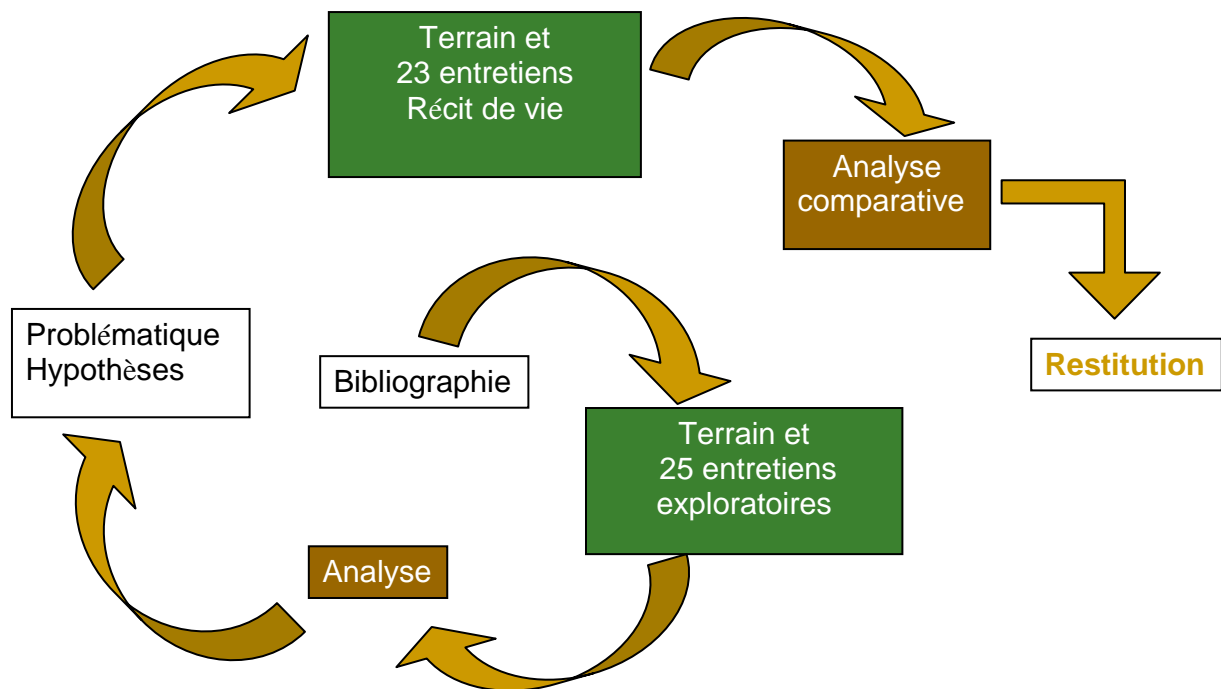 Terrain et
23 entretiens
Récit de vie
Analyse
comparative
Problématique
Hypothèses
Bibliographie
Restitution
Terrain et
25 entretiens
exploratoires
Analyse